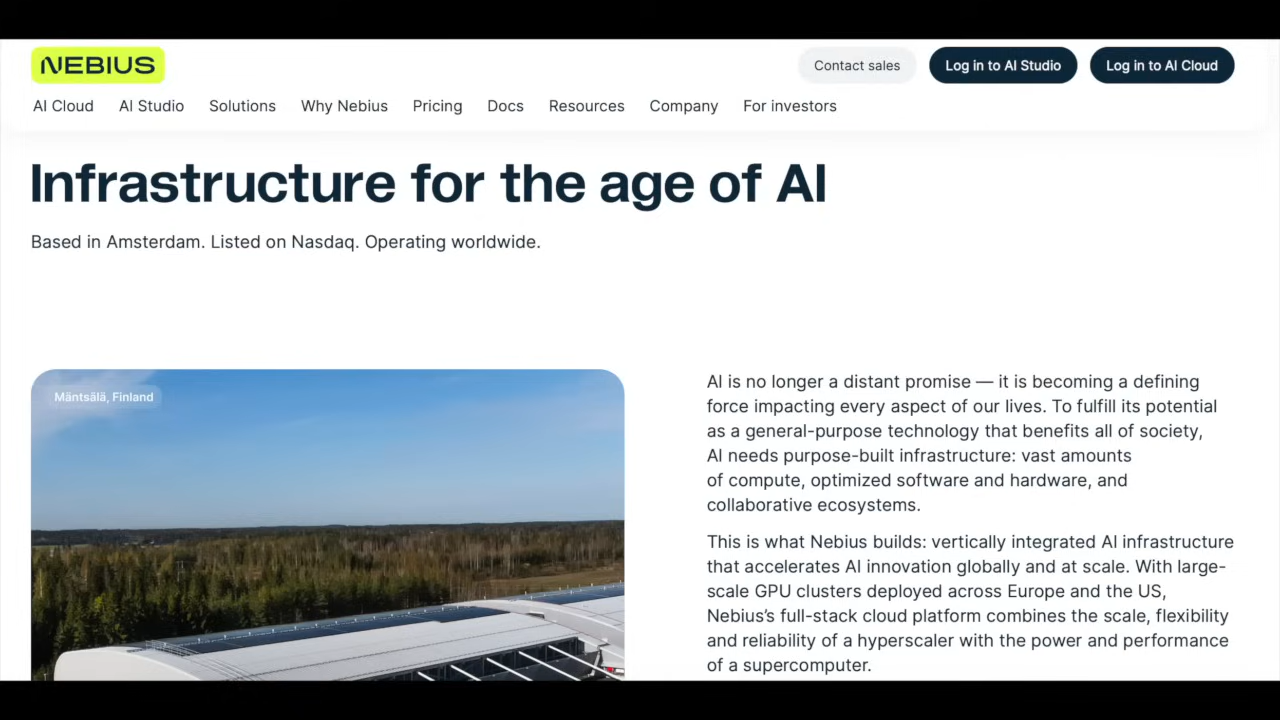 NEBIUS
Contact sales
Log in to AI Studio
Log in to AI Cloud
AI Cloud
AI Studio
Solutions
Why Nebius
Pricing
Docs
Resources
Company
For investors
Infrastructure for the age of AI
Based in Amsterdam. Listed on Nasdaq. Operating worldwide.
Mäntsälä, Finland
AI is no longer a distant promise — it is becoming a defining
force impacting every aspect of our lives. To fulfill its potential
as a general-purpose technology that benefits all of society,
AI needs purpose-built infrastructure: vast amounts
of compute, optimized software and hardware, and
collaborative ecosystems.
This is what Nebius builds: vertically integrated AI infrastructure
that accelerates AI innovation globally and at scale. With large-
scale GPU clusters deployed across Europe and the US,
Nebius’s full-stack cloud platform combines the scale, flexibility
and reliability of a hyperscaler with the power and performance
of a supercomputer.